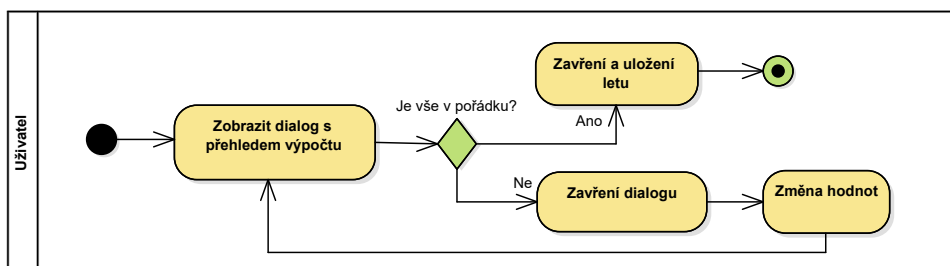 Uživatel
Zobrazit dialog s
přehledem výpočtu
Je vše v pořádku?
Ano
Zavření a uložení
letu
Ne
Zavření dialogu
Změna hodnot